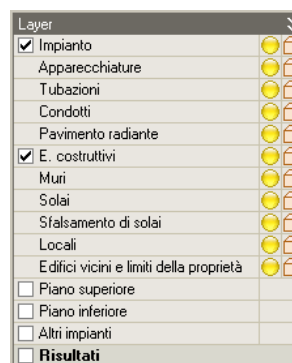 Layer
Impianto
Apparecchiature
Tubazioni
Condotti
Pavimento radiante
E. costruttivi
Muri
Solai
Sfalsamento di solai
Locali
Edifici vicini e limiti della proprietà
Piano superiore
Piano inferiore
Altri impianti
Risultati